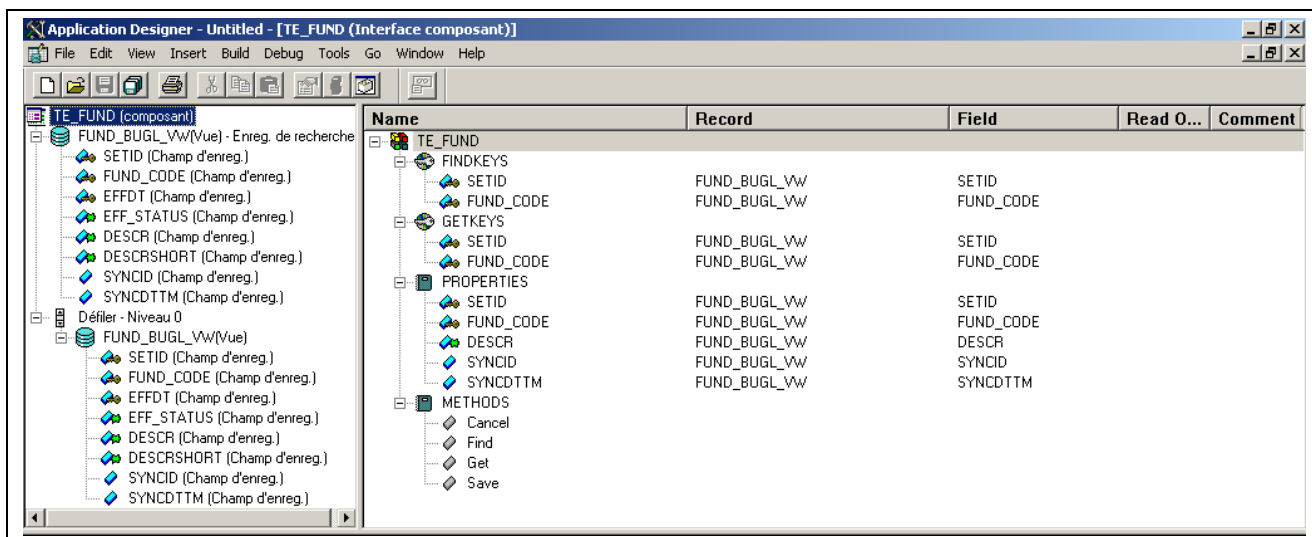 Application Designer - Untitled - [TE_FUND (Interface composant)]
File Edit View Insert Build Debug Tools Go Window Help
TE_FUND (composant)
FUND_BUGL_VW(Vue) - Enreg. de recherche
SETID (Champ d'enreg.)
FUND_CODE (Champ d'enreg.)
EFFDT (Champ d'enreg.)
EFF_STATUS (Champ d'enreg.)
DESCR (Champ d'enreg.)
DESCRSHORT (Champ d'enreg.)
SYNCID (Champ d'enreg.)
SYNCDTTM (Champ d'enreg.)
Défiler - Niveau 0
FUND_BUGL_VW(Vue)
SETID (Champ d'enreg.)
FUND_CODE (Champ d'enreg.)
EFFDT (Champ d'enreg.)
EFF_STATUS (Champ d'enreg.)
DESCR (Champ d'enreg.)
DESCRSHORT (Champ d'enreg.)
SYNCID (Champ d'enreg.)
SYNCDTTM (Champ d'enreg.)
Name Record Field Read O... Comment
TE_FUND
FINDKEYS
SETID FUND_BUGL_VW SETID
FUND_CODE FUND_BUGL_VW FUND_CODE
GETKEYS
SETID FUND_BUGL_VW SETID
FUND_CODE FUND_BUGL_VW FUND_CODE
PROPERTIES
SETID FUND_BUGL_VW SETID
FUND_CODE FUND_BUGL_VW FUND_CODE
DESCR FUND_BUGL_VW DESCR
SYNCID FUND_BUGL_VW SYNCID
SYNCDTTM FUND_BUGL_VW SYNCDTTM
METHODS
Cancel
Find
Get
Save